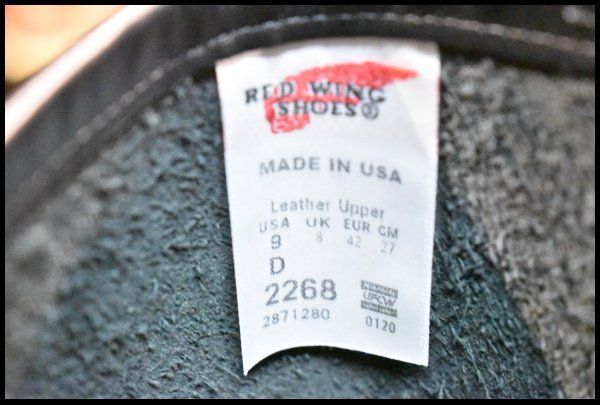 RED WING
SHOES®
MADE IN USA
Leather Upper
USA UK EUR CM
9 8 42 27
D
2268
UFCW
2871280 0120